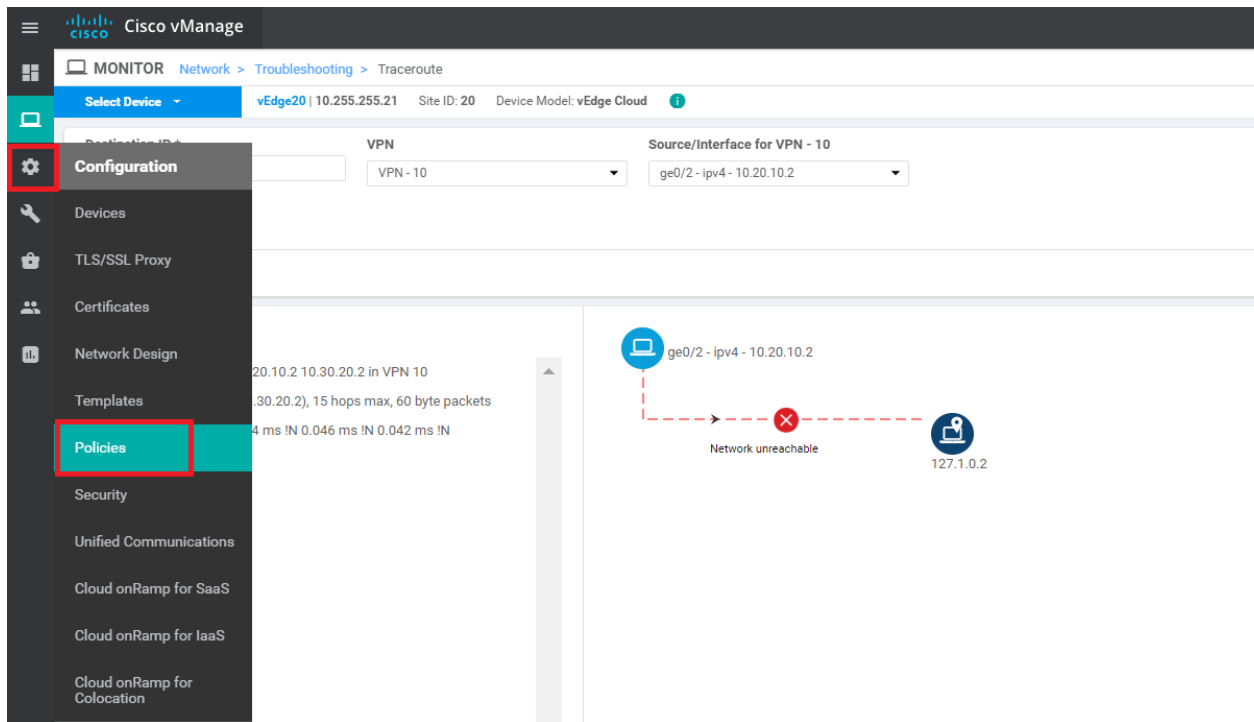 CISCO Cisco vManage
MONITOR Network > Troubleshooting > Traceroute
Select Device vEdge20 | 10.255.255.21 Site ID: 20 Device Model: vEdge Cloud i
VPN
Source/Interface for VPN - 10
VPN - 10
ge0/2 - ipv4 - 10.20.10.2
Configuration
Devices
TLS/SSL Proxy
Certificates
Network Design
Templates
Policies
Security
Unified Communications
Cloud onRamp for SaaS
Cloud onRamp for IaaS
Cloud onRamp for
Colocation
20.10.2 10.30.20.2 in VPN 10
.30.20.2), 15 hops max, 60 byte packets
4 ms !N 0.046 ms !N 0.042 ms !N
ge0/2 - ipv4 - 10.20.10.2
Network unreachable
127.1.0.2